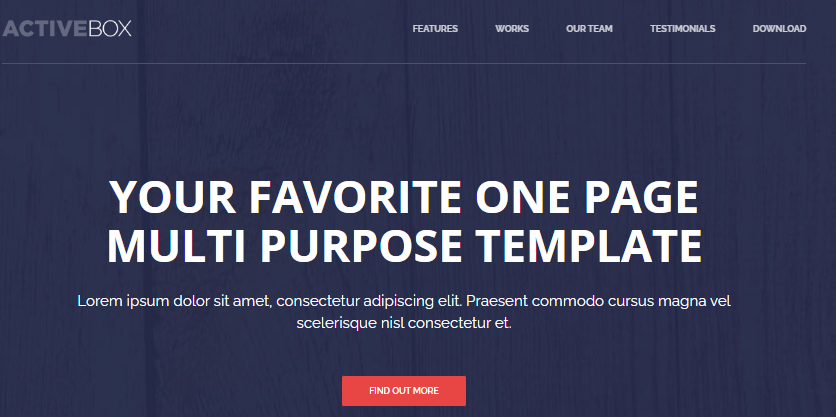 ACTIVEBOX
FEATURES WORKS OUR TEAM TESTIMONIALS DOWNLOAD
YOUR FAVORITE ONE PAGE
MULTI PURPOSE TEMPLATE
Lorem ipsum dolor sit amet, consectetur adipiscing elit. Praesent commodo cursus magna vel
scelerisque nisl consectetur et.
FIND OUT MORE